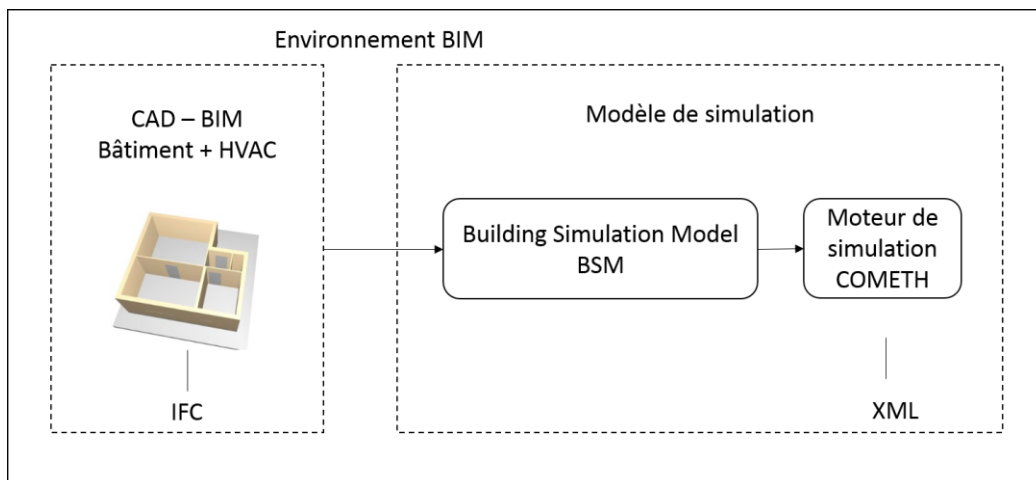 Environnement BIM
CAD – BIM
Bâtiment + HVAC
IFC
Modèle de simulation
Building Simulation Model
BSM
Moteur de
simulation
COMETH
XML